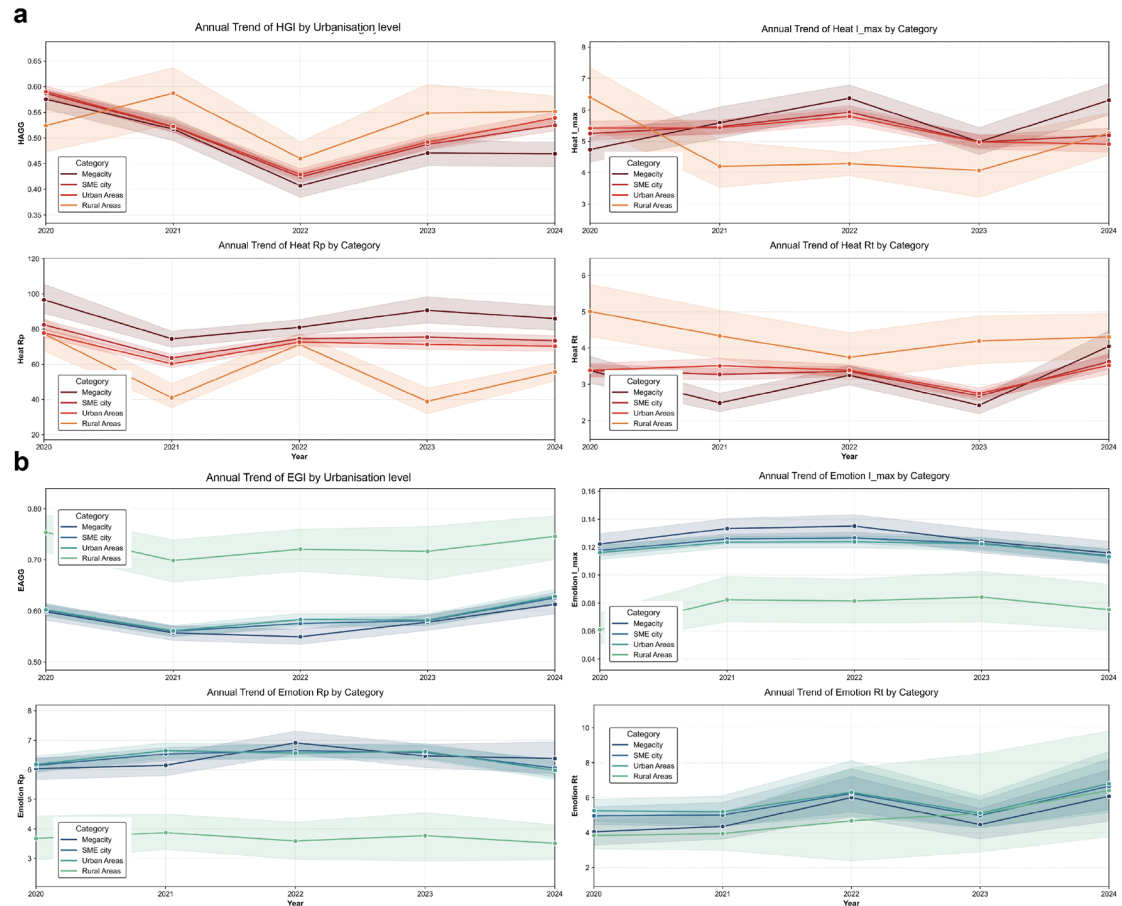 a
Annual Trend of HGI by Urbanisation level
HAGG
0.65
0.60
0.55
0.50
0.45
0.40
0.35
Category
Megacity
SME city
Urban Areas
Rural Areas
2020 2021 2022 2023 2024
Annual Trend of Heat I_max by Category
Heat I_max
8
7
6
5
4
3
Category
Megacity
SME city
Urban Areas
Rural Areas
2020 2021 2022 2023 2024
Annual Trend of Heat Rp by Category
Heat Rp
120
100
80
60
40
20
Category
Megacity
SME city
Urban Areas
Rural Areas
2020 2021 2022 2023 2024
Year
Annual Trend of Heat Rt by Category
Heat Rt
6
5
4
3
2
Category
Megacity
SME city
Urban Areas
Rural Areas
2020 2021 2022 2023 2024
Year
b
Annual Trend of EGI by Urbanisation level
EAGG
0.80
0.70
0.60
0.50
Category
Megacity
SME city
Urban Areas
Rural Areas
2020 2021 2022 2023 2024
Annual Trend of Emotion I_max by Category
Emotion I_max
0.16
0.14
0.12
0.10
0.08
0.06
0.04
Category
Megacity
SME city
Urban Areas
Rural Areas
2020 2021 2022 2023 2024
Annual Trend of Emotion Rp by Category
Emotion Rp
8
7
6
5
4
3
Category
Megacity
SME city
Urban Areas
Rural Areas
2020 2021 2022 2023 2024
Year
Annual Trend of Emotion Rt by Category
Emotion Rt
10
8
6
4
2
Category
Megacity
SME city
Urban Areas
Rural Areas
2020 2021 2022 2023 2024
Year